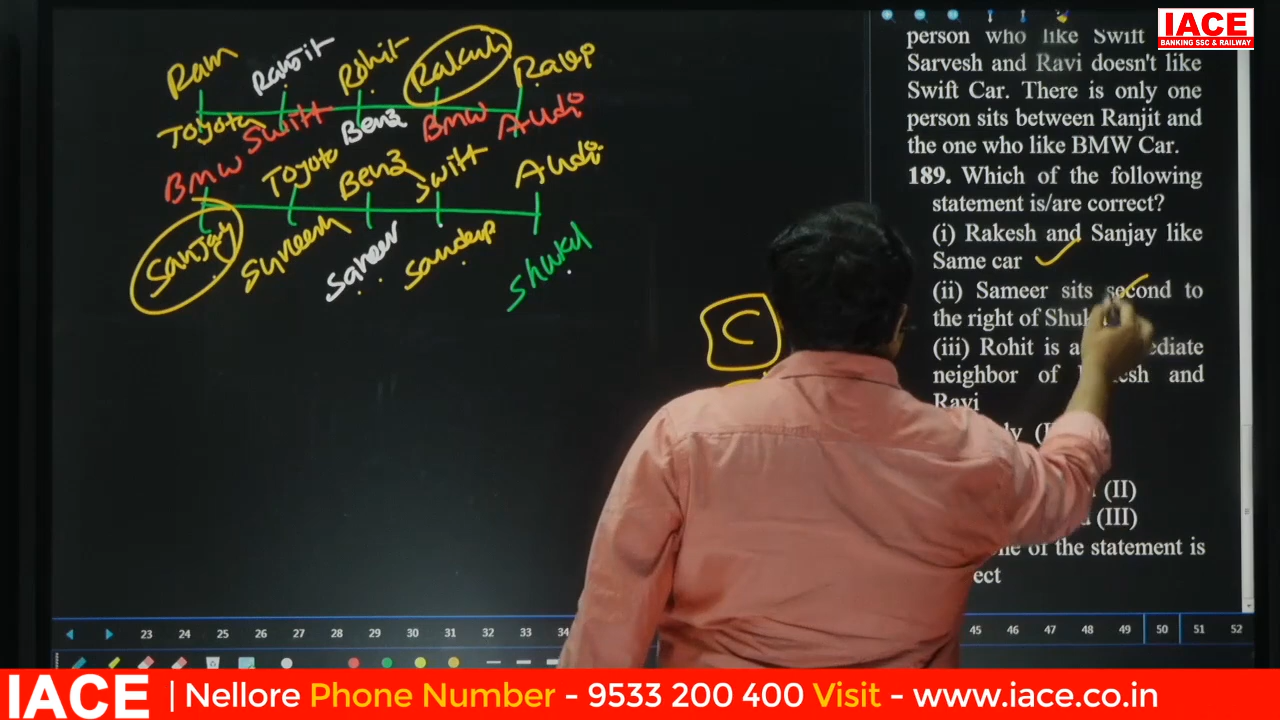 Ram Ranjit Rohit Rakesh Ravi
Toyota Swift Benz BMW Audi
BMW Toyota Benz Swift Audi
Sanjay Sureesh Sameer Sandeep Shukul
C
IACE
BANKING SSC & RAILWAY
person who like Swift
Sarvesh and Ravi doesn't like
Swift Car. There is only one
person sits between Ranjit and
the one who like BMW Car.
189. Which of the following
statement is/are correct?
(i) Rakesh and Sanjay like
Same car
(ii) Sameer sits second to
the right of
(iii) Rohit is
neighbor of and
Ravi
(II)
(III)
of the statement is
23 24 25 26 27 28 29 30 31 32 33 34 45 46 47 48 49 50 51 52
IACE | Nellore Phone Number - 9533 200 400 Visit - www.iace.co.in